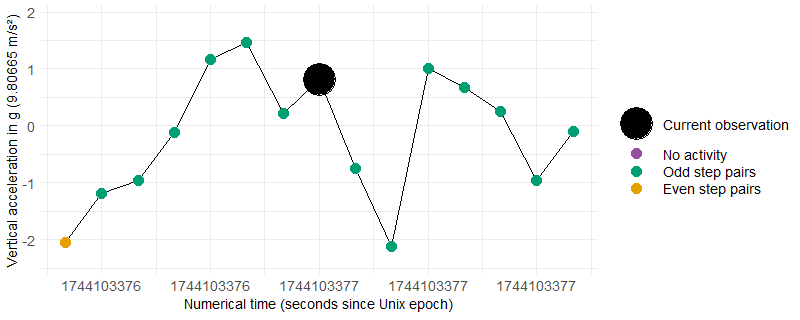 Vertical acceleration in g (9.80665 m/s²)
2
1
0
-1
-2
1744103376 1744103376 1744103377 1744103377 1744103377
Numerical time (seconds since Unix epoch)
Current observation
No activity
Odd step pairs
Even step pairs